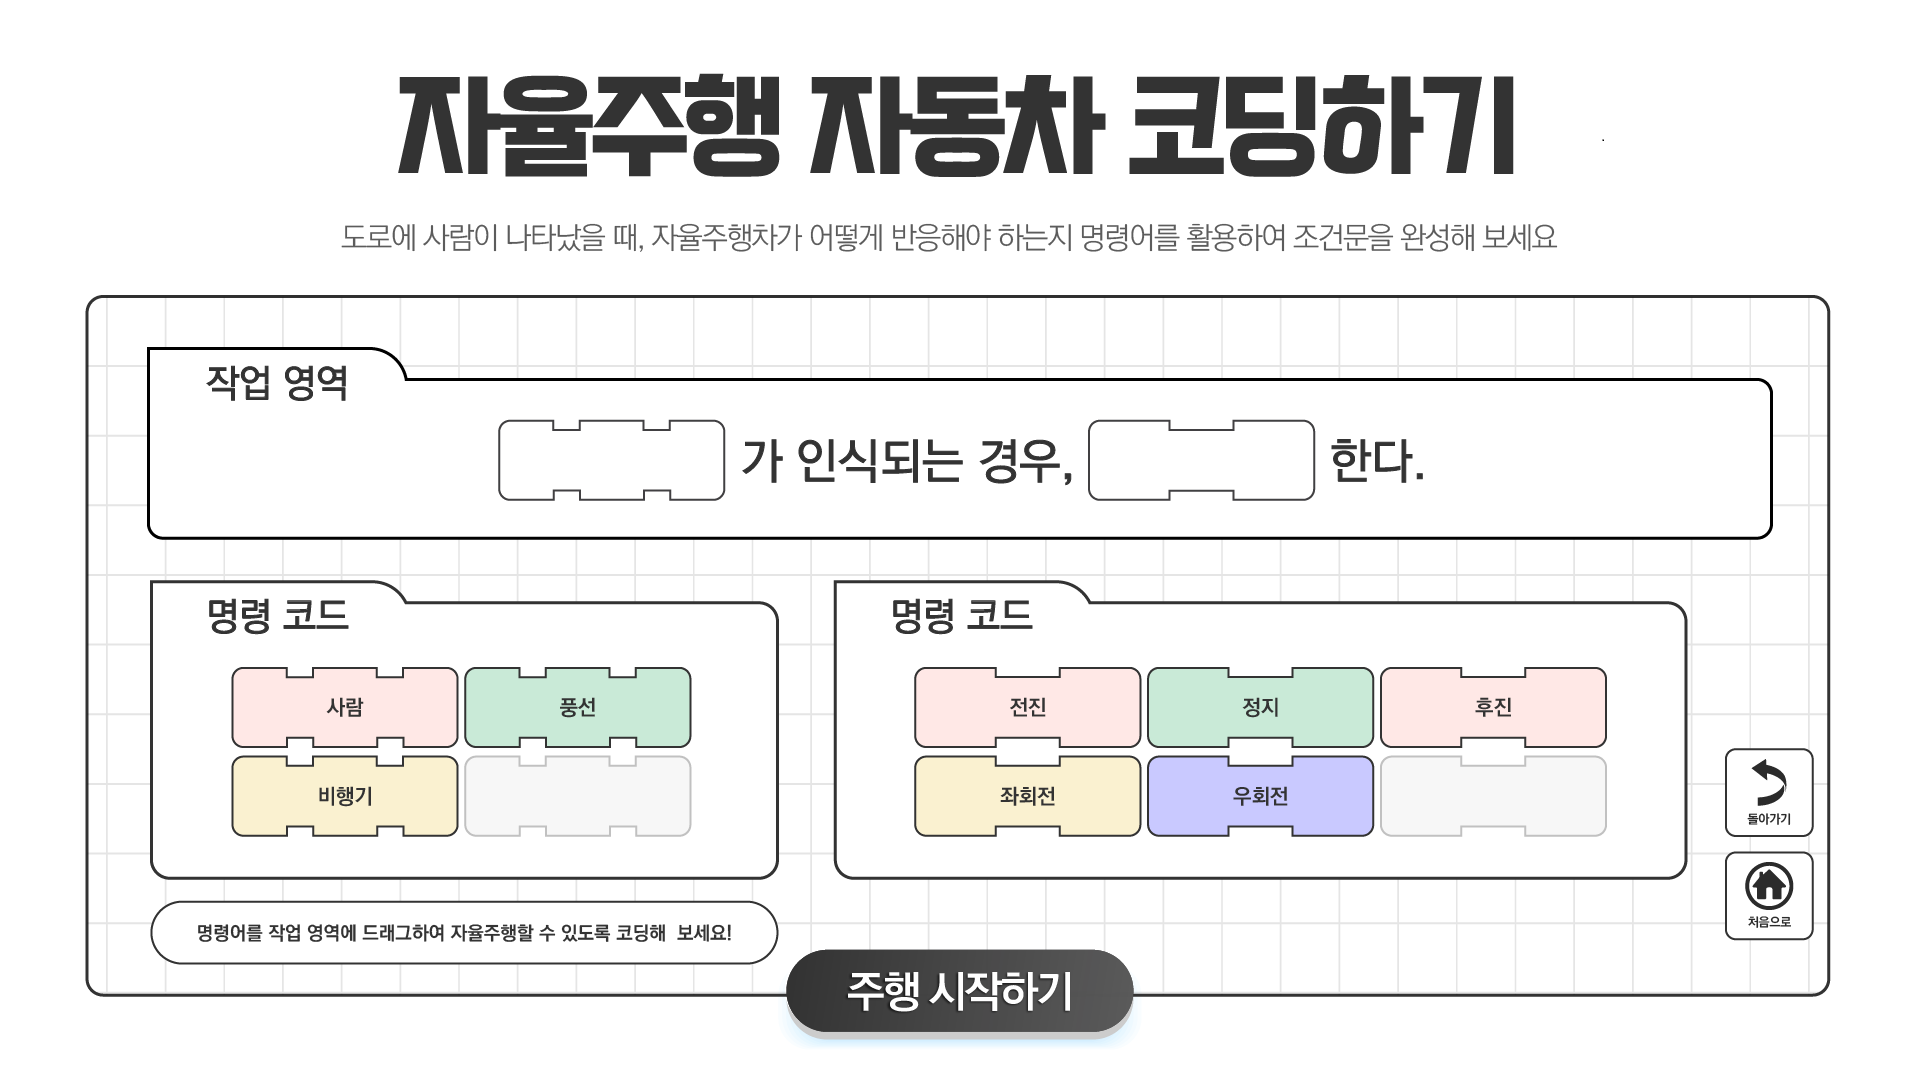 자율주행 자동차 코딩하기
도로에 사람이 나타났을 때, 자율주행차가 어떻게 반응해야 하는지 명령어를 활용하여 조건문을 완성해 보세요
작업 영역
가 인식되는 경우, 한다.
명령 코드
사람 풍선
비행기
명령 코드
전진 정지 후진
좌회전 우회전
돌아가기
처음으로
명령어를 작업 영역에 드래그하여 자율주행할 수 있도록 코딩해 보세요!
주행 시작하기